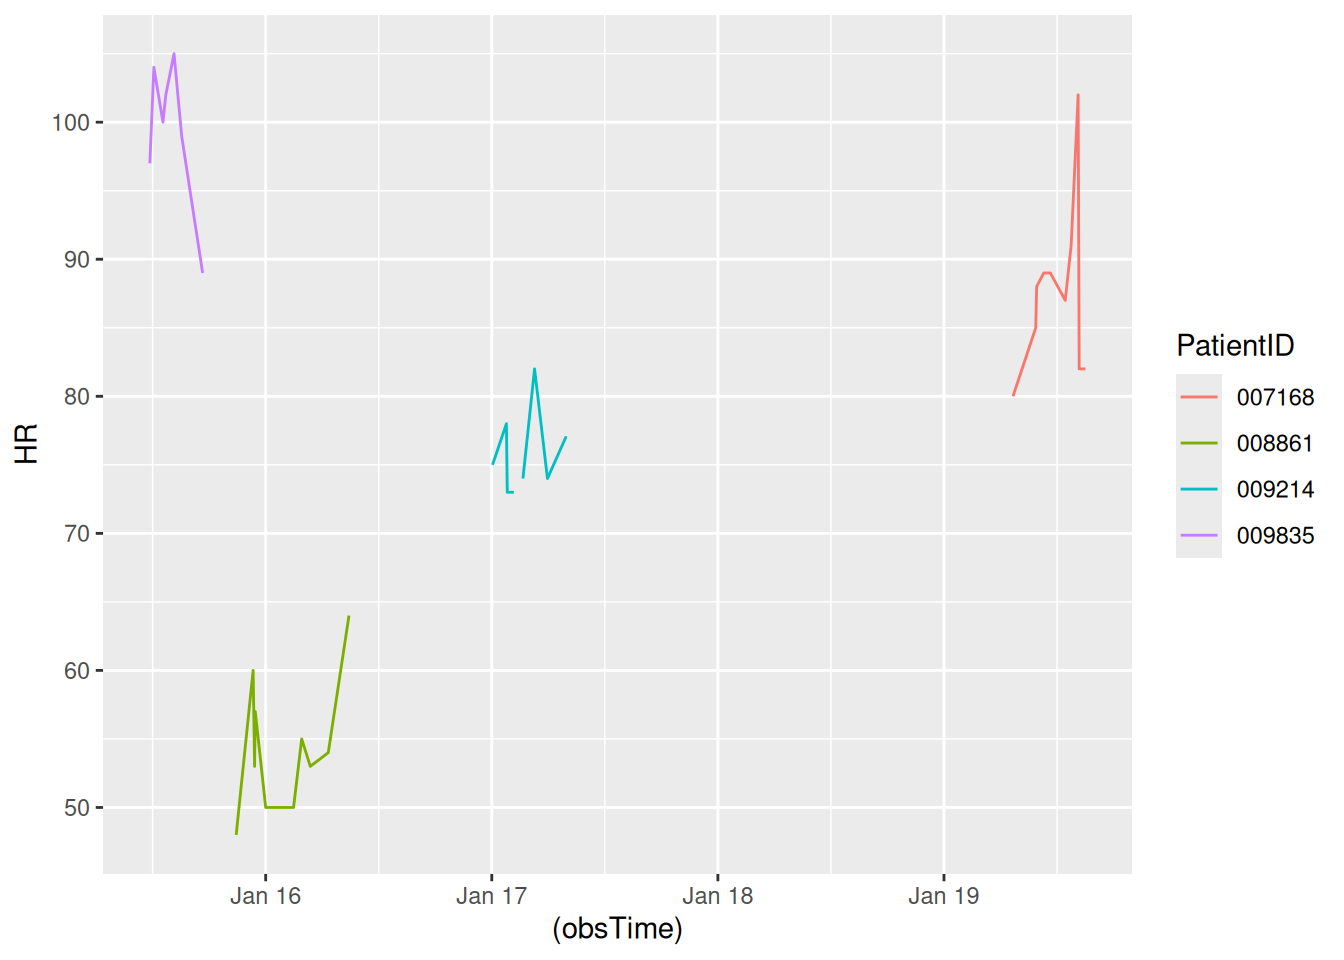 HR
100
90
80
70
60
50
Jan 16
Jan 17
Jan 18
Jan 19
(obsTime)
PatientID
007168
008861
009214
009835